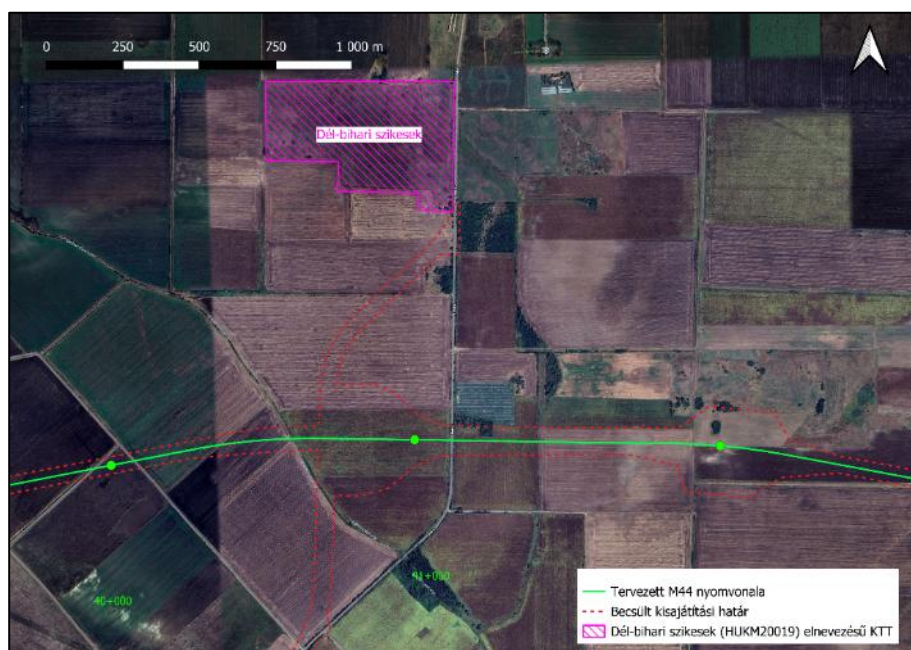 0 250 500 750 1 000 m
Dél-bihari szikesek
41+000
40+000
Tervezett M44 nyomvonala
Becsült kisajátítási határ
Dél-bihari szikesek (HUKM20019) elnevezésű KTT